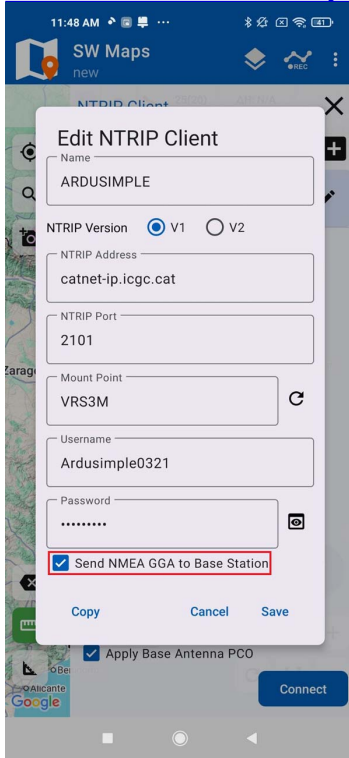 11:48 AM
41
SW Maps
new
REC
NTRIP Client
Edit NTRIP Client
Name
ARDUSIMPLE
NTRIP Version V1 V2
NTRIP Address
catnet-ip.icgc.cat
NTRIP Port
2101
Zarag
Mount Point
VRS3M
Username
Ardusimple0321
Password
•••••••••
Send NMEA GGA to Base Station
Copy Cancel Save
Apply Base Antenna PCO
Alicante
Google
Connect